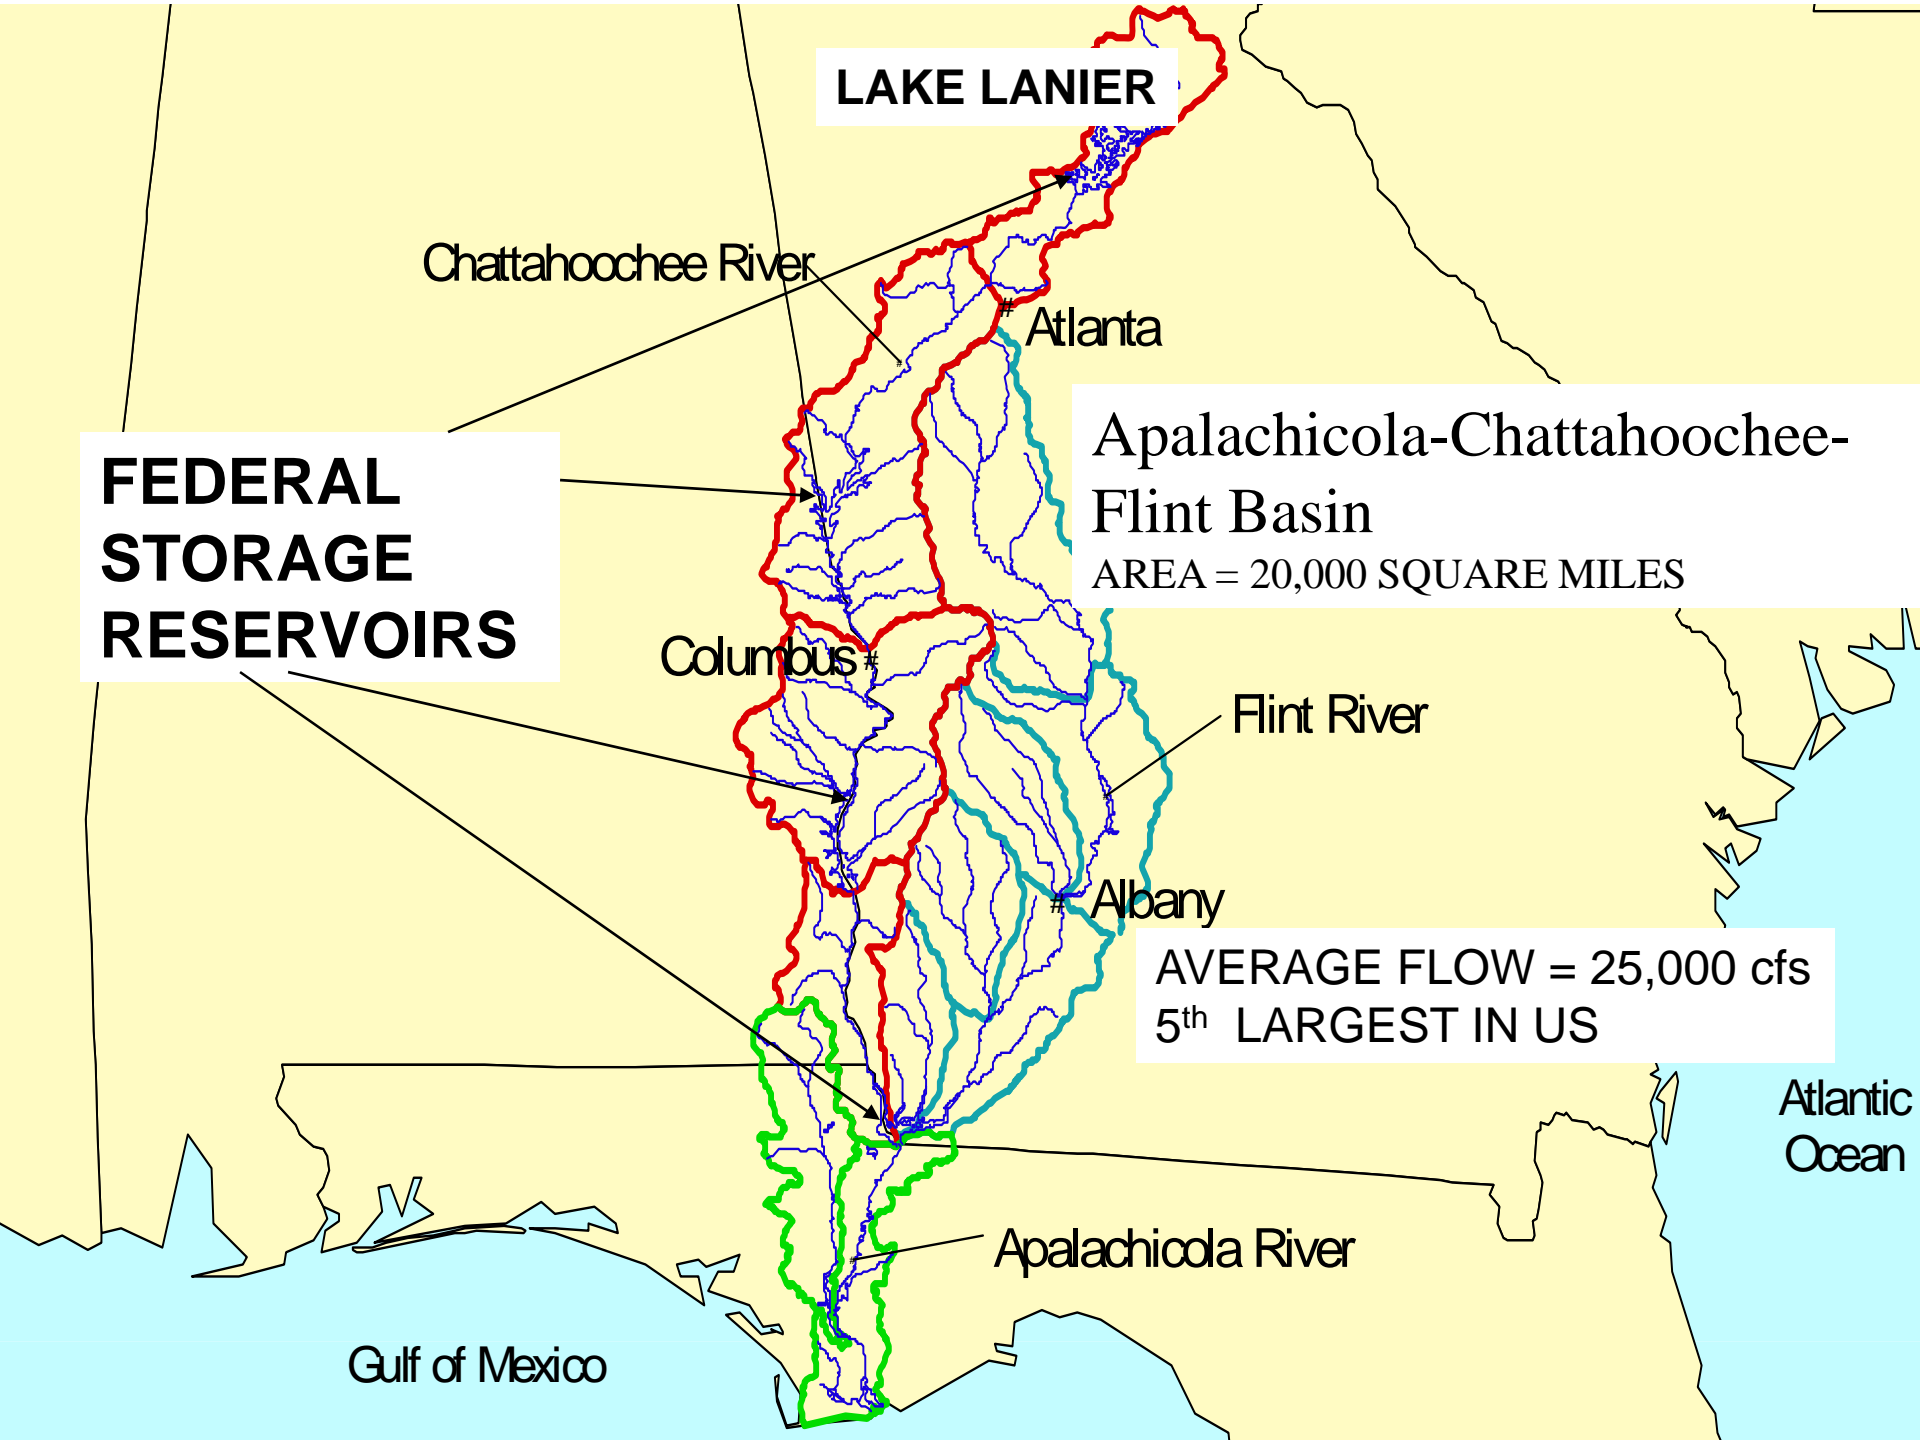 LAKE LANIER
Chattahoochee River
#
Atlanta
Apalachicola-Chattahoochee-
Flint Basin
AREA = 20,000 SQUARE MILES
FEDERAL
STORAGE
RESERVOIRS
Columbus #
Flint River
# Albany
AVERAGE FLOW = 25,000 cfs
5th LARGEST IN US
Atlantic
Ocean
Apalachicola River
Gulf of Mexico